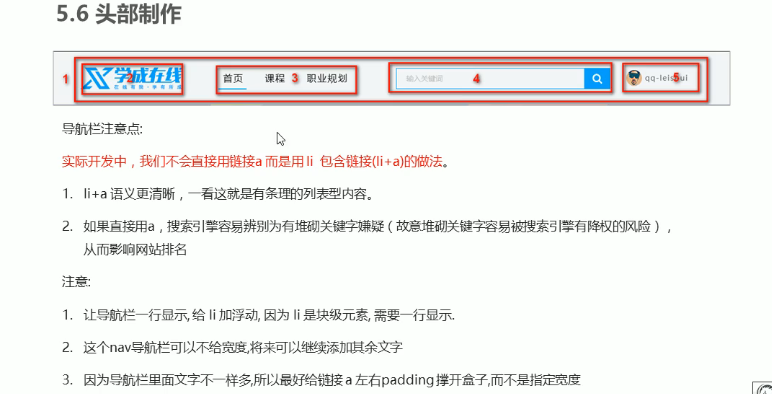 5.6 头部制作
1
学成在线
2
首页
课程
3
职业规划
输入关键词
4
qq-leishui
5
导航栏注意点:
实际开发中，我们不会直接用链接a 而是用 li 包含链接(li+a)的做法。
1. li+a 语义更清晰，一看这就是有条理的列表型内容。
2. 如果直接用a，搜索引擎容易辨别为有堆砌关键字嫌疑（故意堆砌关键字容易被搜索引擎有降权的风险），
从而影响网站排名
注意:
1. 让导航栏一行显示, 给 li 加浮动, 因为 li 是块级元素, 需要一行显示.
2. 这个nav导航栏可以不给宽度,将来可以继续添加其余文字
3. 因为导航栏里面文字不一样多,所以最好给链接 a 左右padding 撑开盒子,而不是指定宽度